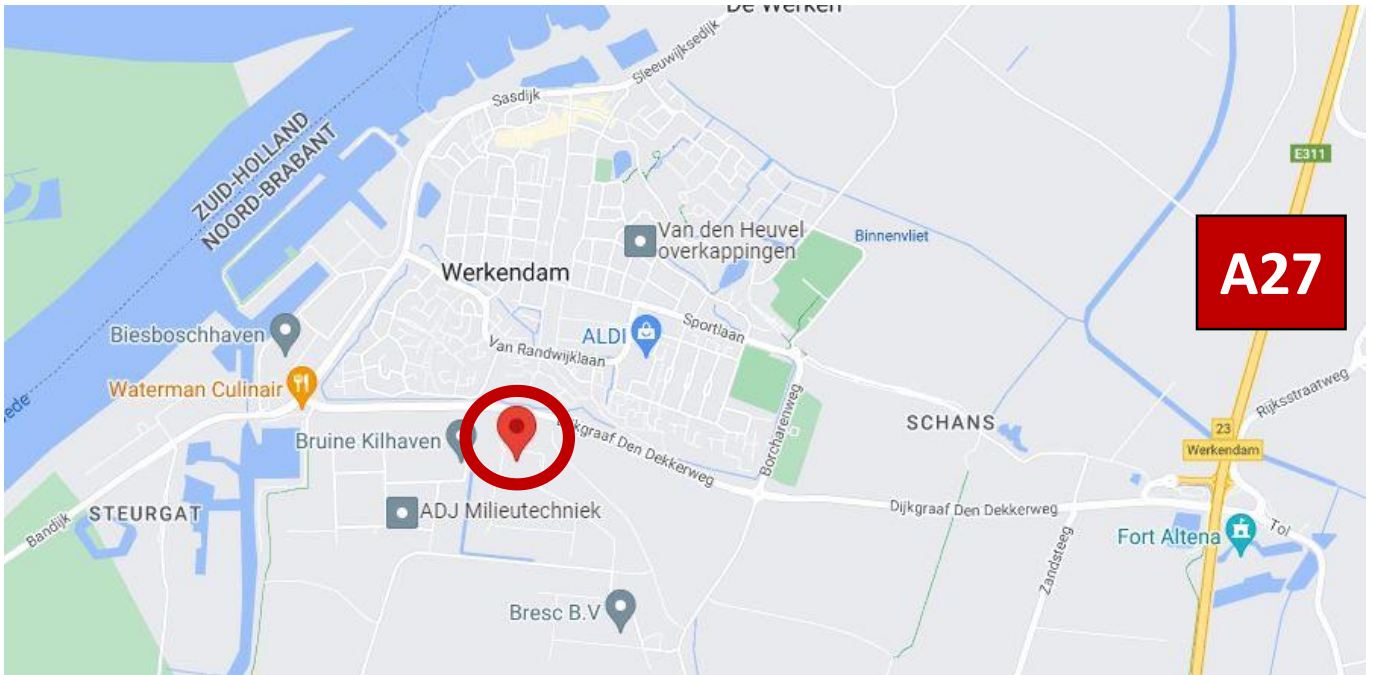 De Werken
Sleeuwijksedijk
Sasdijk
ZUID-HOLLAND
NOORD-BRABANT
E311
Van den Heuvel
overkappingen
Binnenvliet
A27
Werkendam
Biesboschhaven
ALDI
Sportlaan
Van Randwijklaan
Waterman Culinair
Rijksstraatweg
vede
Bruine Kilhaven
Dijkgraaf Den Dekkerweg
Borcharenweg
SCHANS
23
Werkendam
STEURGAT
Bandijk
ADJ Milieutechniek
Dijkgraaf Den Dekkerweg
Zandsteeg
Fort Altena
Tol
Bresc B.V